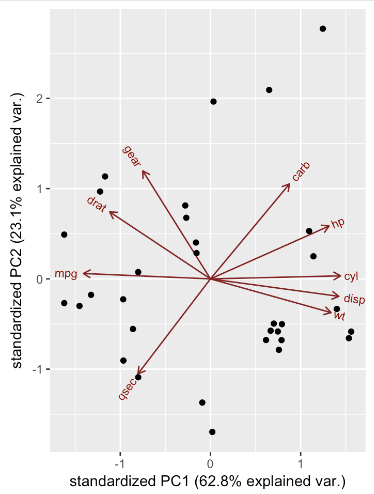 2
1
0
-1
standardized PC2 (23.1% explained var.)
gear
carb
drat
hp
mpg
cyl
disp
wt
qsec
-1 0 1
standardized PC1 (62.8% explained var.)